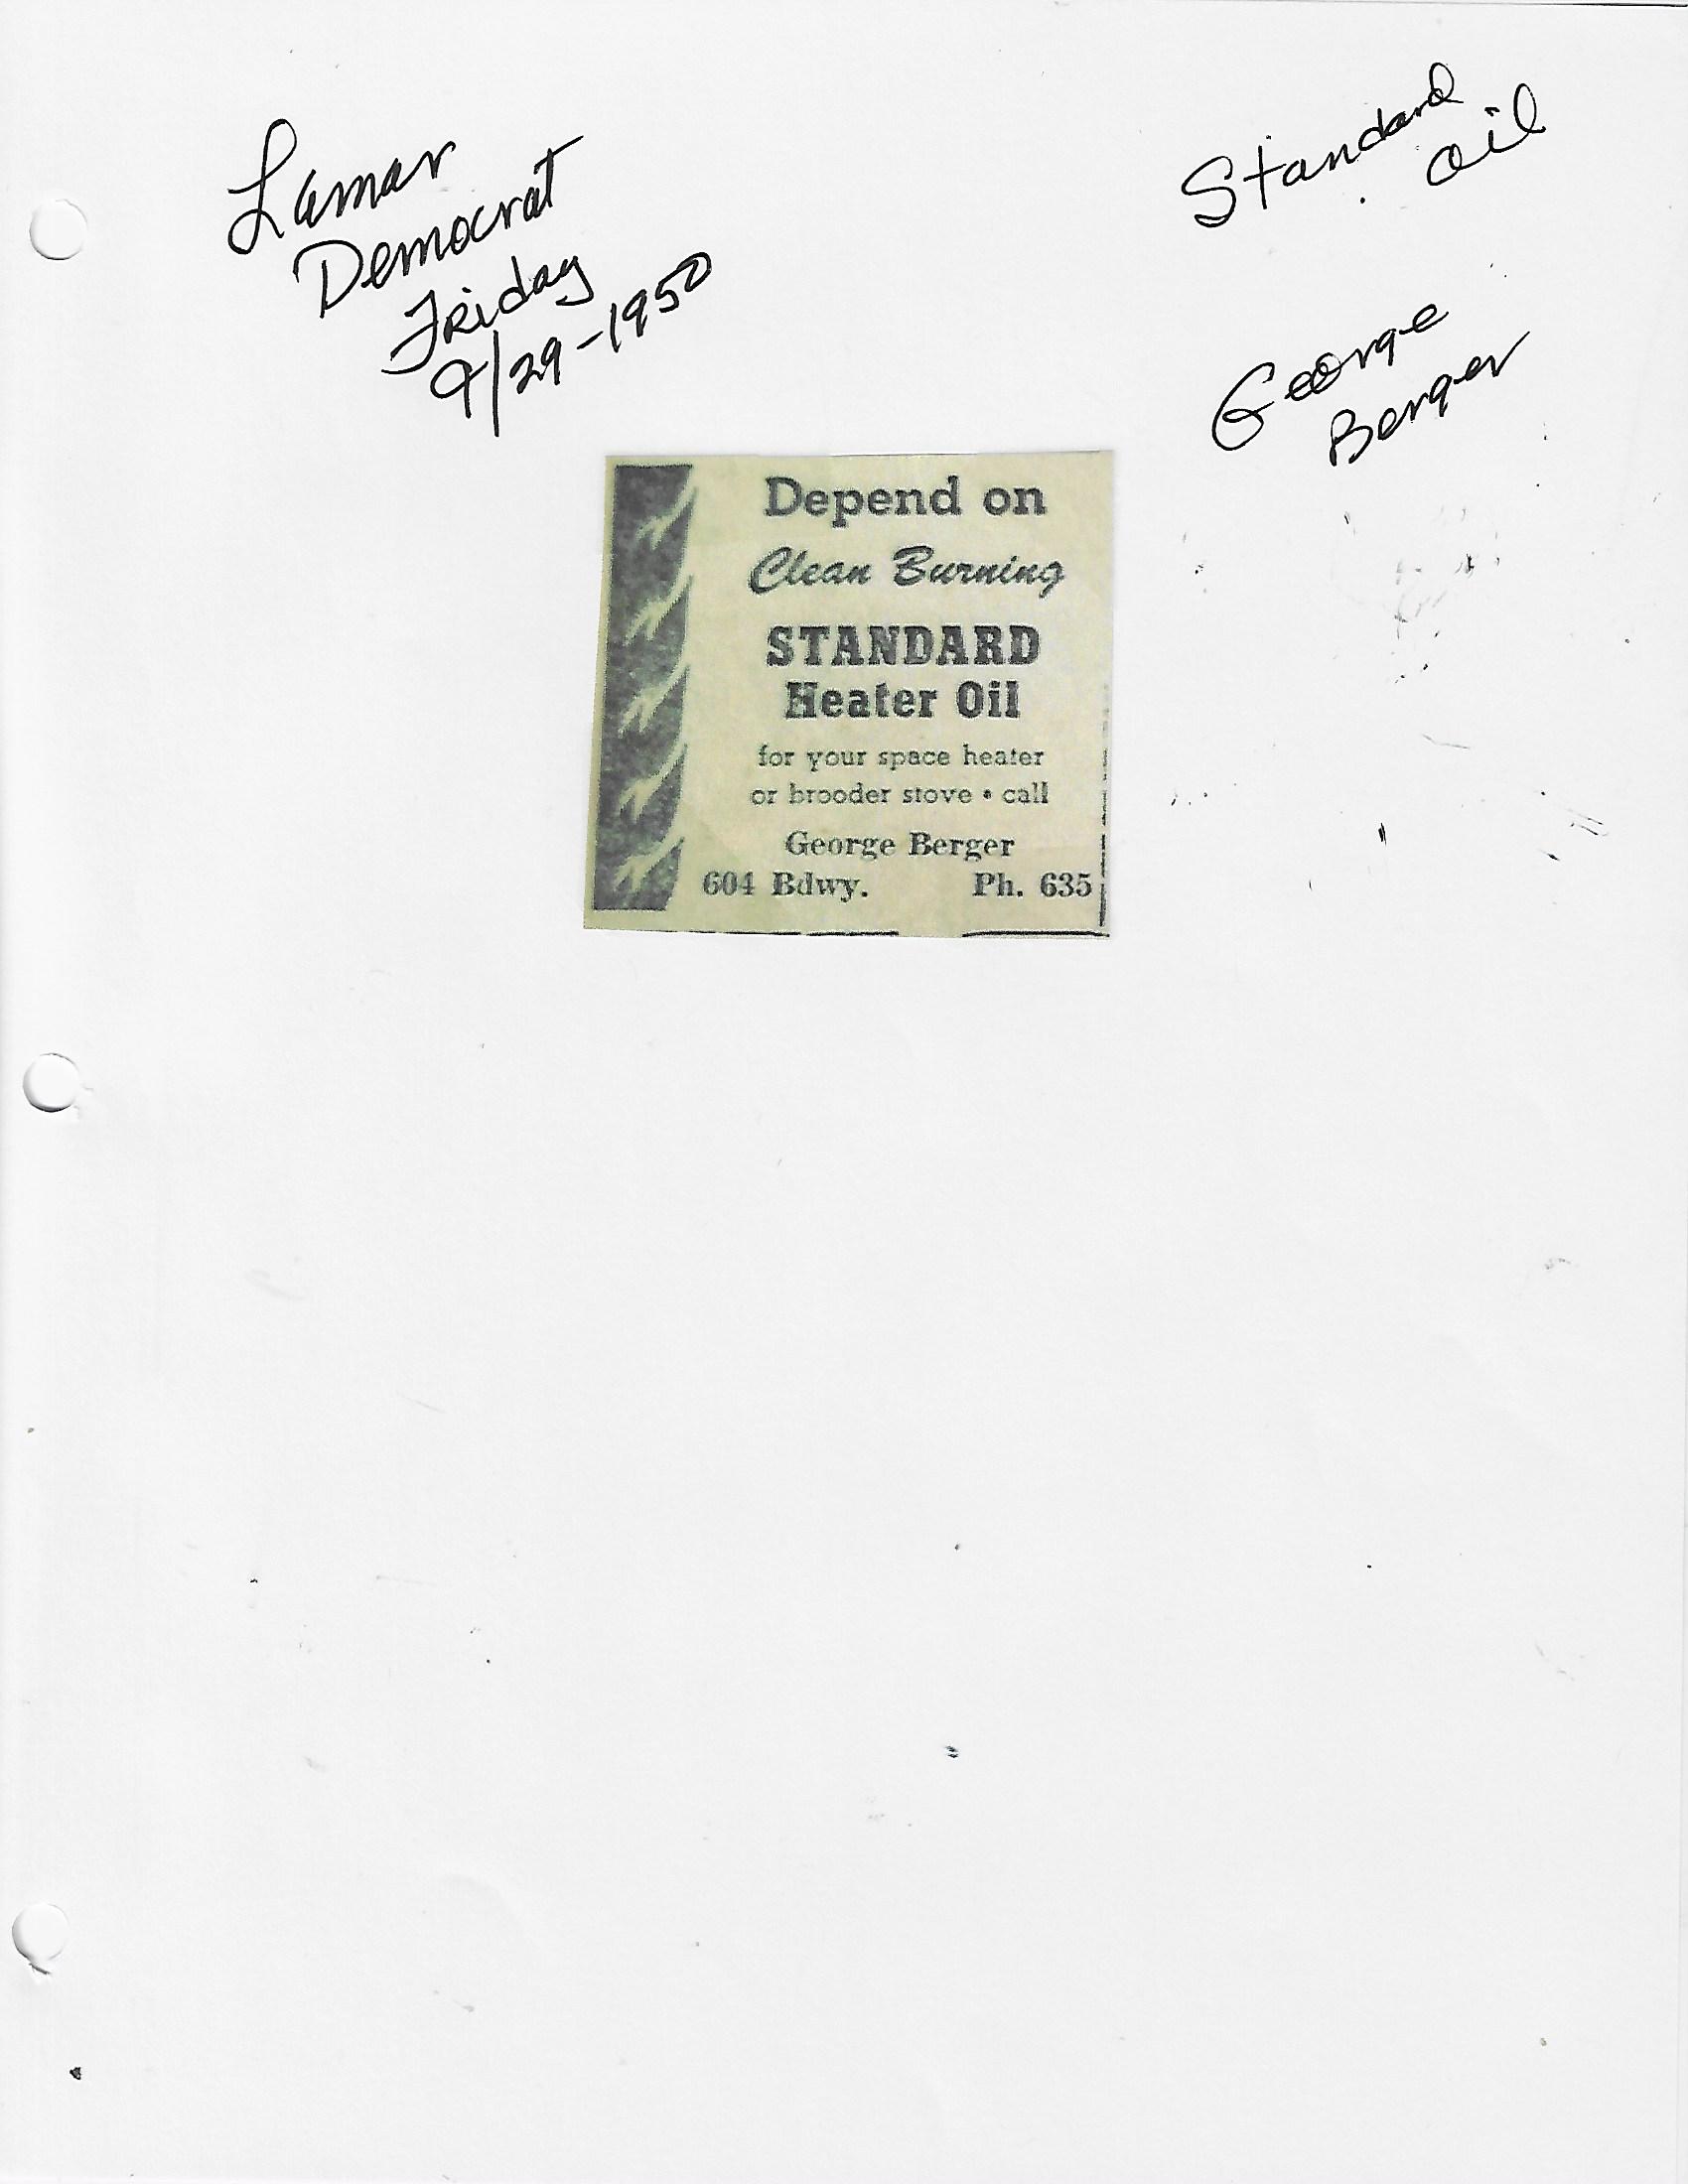 Lamar
Democrat
Friday
9/29-1950
Standard
Oil
George
Berger
Depend on
Clean Burning
STANDARD
Heater Oil
for your space heater
or brooder stove • call
George Berger
604 Bdwy. Ph. 635